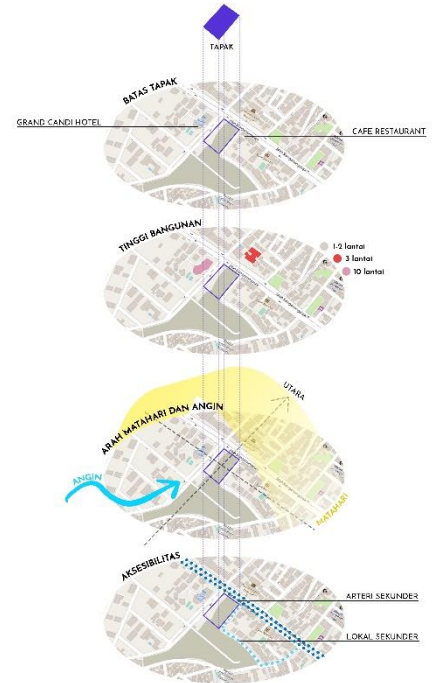 TAPAK
BATAS TAPAK
GRAND CANDI HOTEL
CAFE RESTAURANT
TINGGI BANGUNAN
1-2 lantai
3 lantai
10 lantai
ARAH MATAHARI DAN ANGIN
UTARA
ANGIN
MATAHARI
AKSESIBILITAS
ARTERI SEKUNDER
LOKAL SEKUNDER